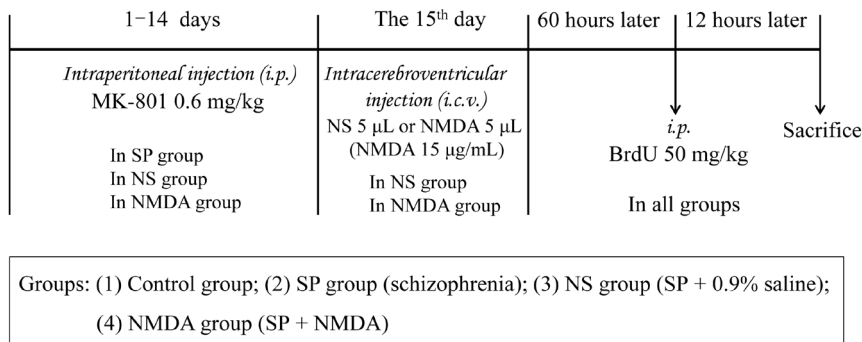 1−14 days
The 15th day
60 hours later
12 hours later
Intraperitoneal injection (i.p.)
MK-801 0.6 mg/kg
In SP group
In NS group
In NMDA group
Intracerebroventricular
injection (i.c.v.)
NS 5 μL or NMDA 5 μL
(NMDA 15 μg/mL)
In NS group
In NMDA group
i.p.
BrdU 50 mg/kg
In all groups
Sacrifice
Groups: (1) Control group; (2) SP group (schizophrenia); (3) NS group (SP + 0.9% saline);
(4) NMDA group (SP + NMDA)